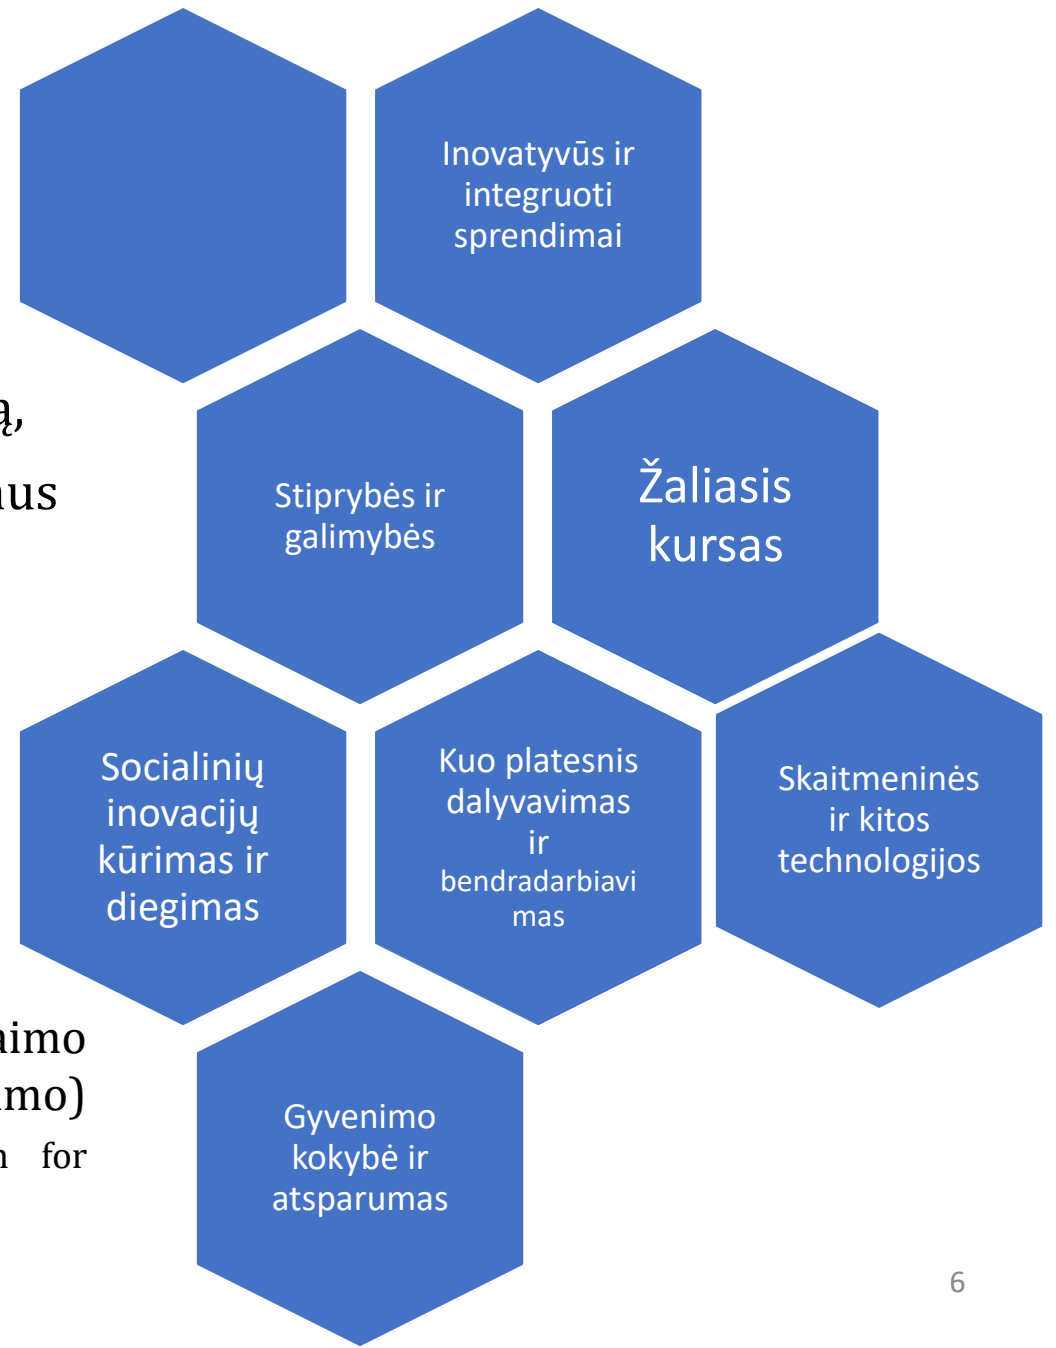 Inovatyvūs ir
integruoti
sprendimai
ą,
Stiprybės ir
galimybės
Žaliasis
kursas
Socialinių
inovacijų
kūrimas ir
diegimas
Kuo platesnis
dalyvavimas
ir
bendradarbiavi
mas
Skaitmeninės
ir kitos
technologijos
for
Gyvenimo
kokybė ir
atsparumas
6